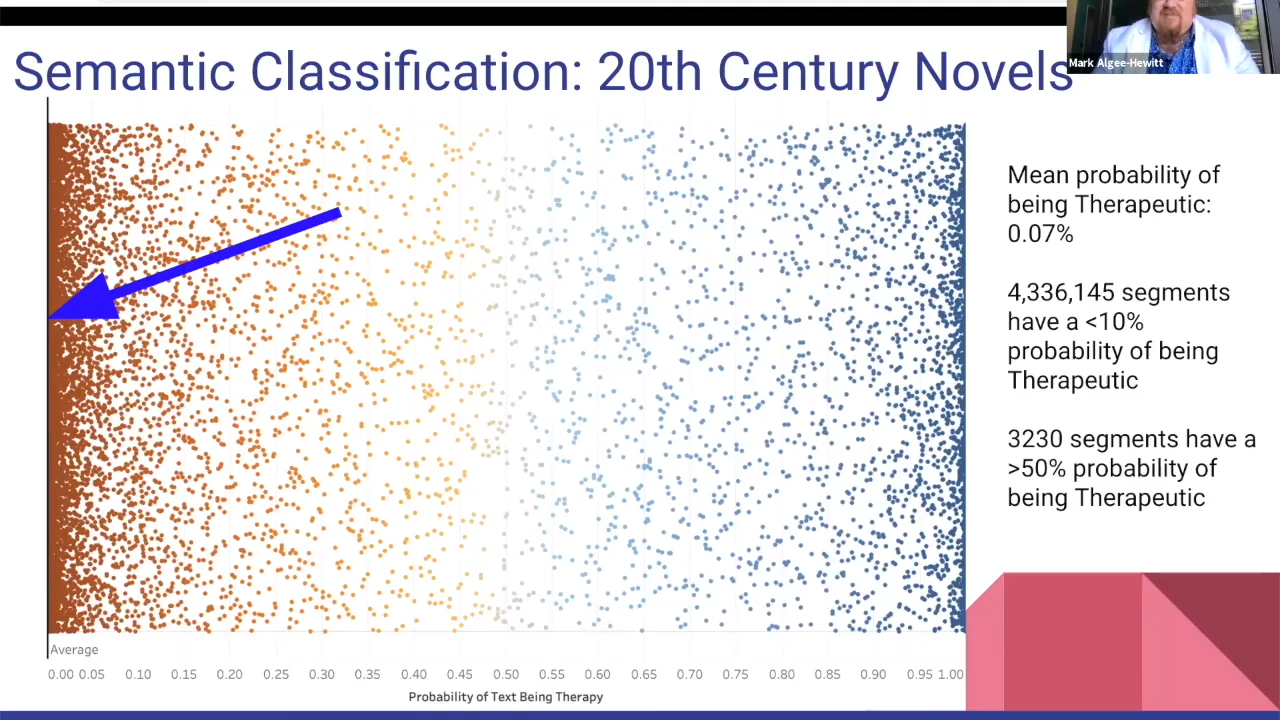 Semantic Classification: 20th Century Novels
Mark Algee-Hewitt
Mean probability of
being Therapeutic:
0.07%
4,336,145 segments
have a <10%
probability of being
Therapeutic
3230 segments have a
>50% probability of
being Therapeutic
Average
0.00 0.05 0.10 0.15 0.20 0.25 0.30 0.35 0.40 0.45 0.50 0.55 0.60 0.65 0.70 0.75 0.80 0.85 0.90 0.95 1.00
Probability of Text Being Therapy